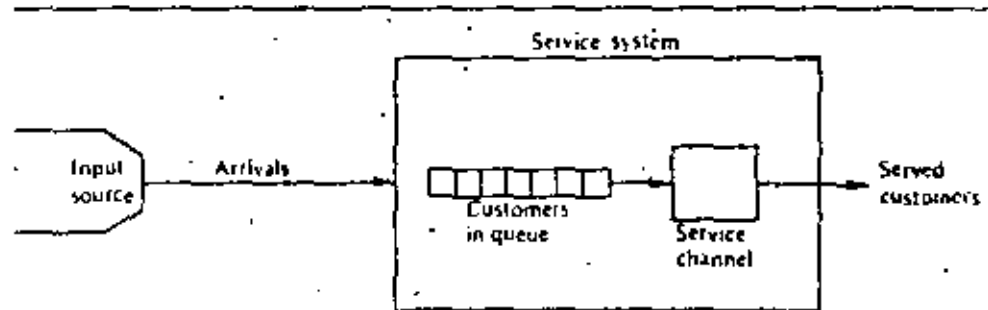 Service system
Input
source
Arrivals
Customers
in queue
Service
channel
Served
customers